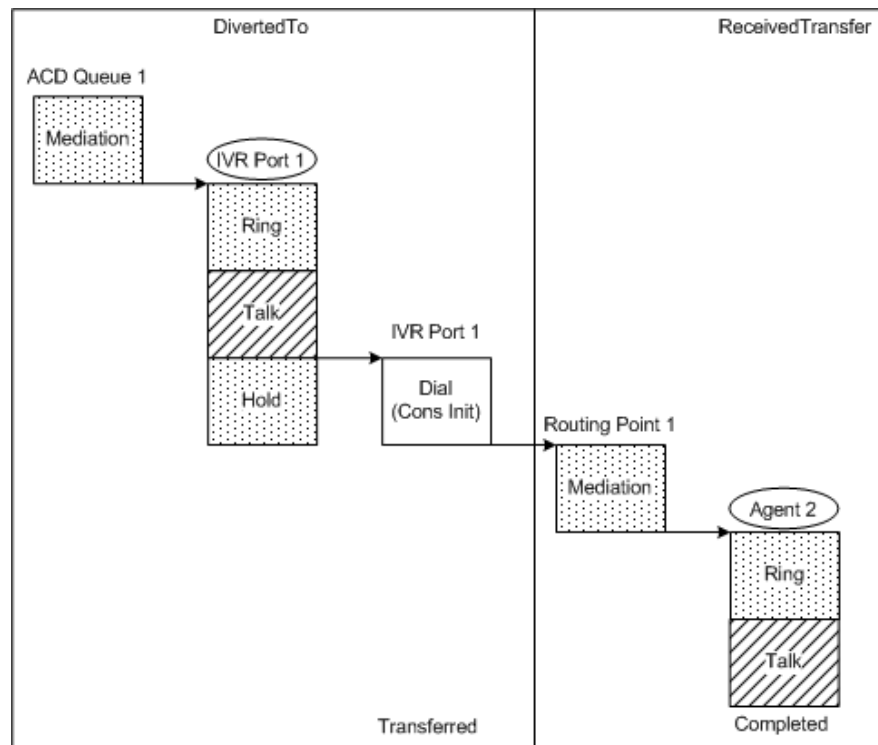 DivertedTo
ReceivedTransfer
ACD Queue 1
Mediation
IVR Port 1
Ring
Talk
Hold
IVR Port 1
Dial
(Cons Init)
Routing Point 1
Mediation
Agent 2
Ring
Talk
Transferred
Completed